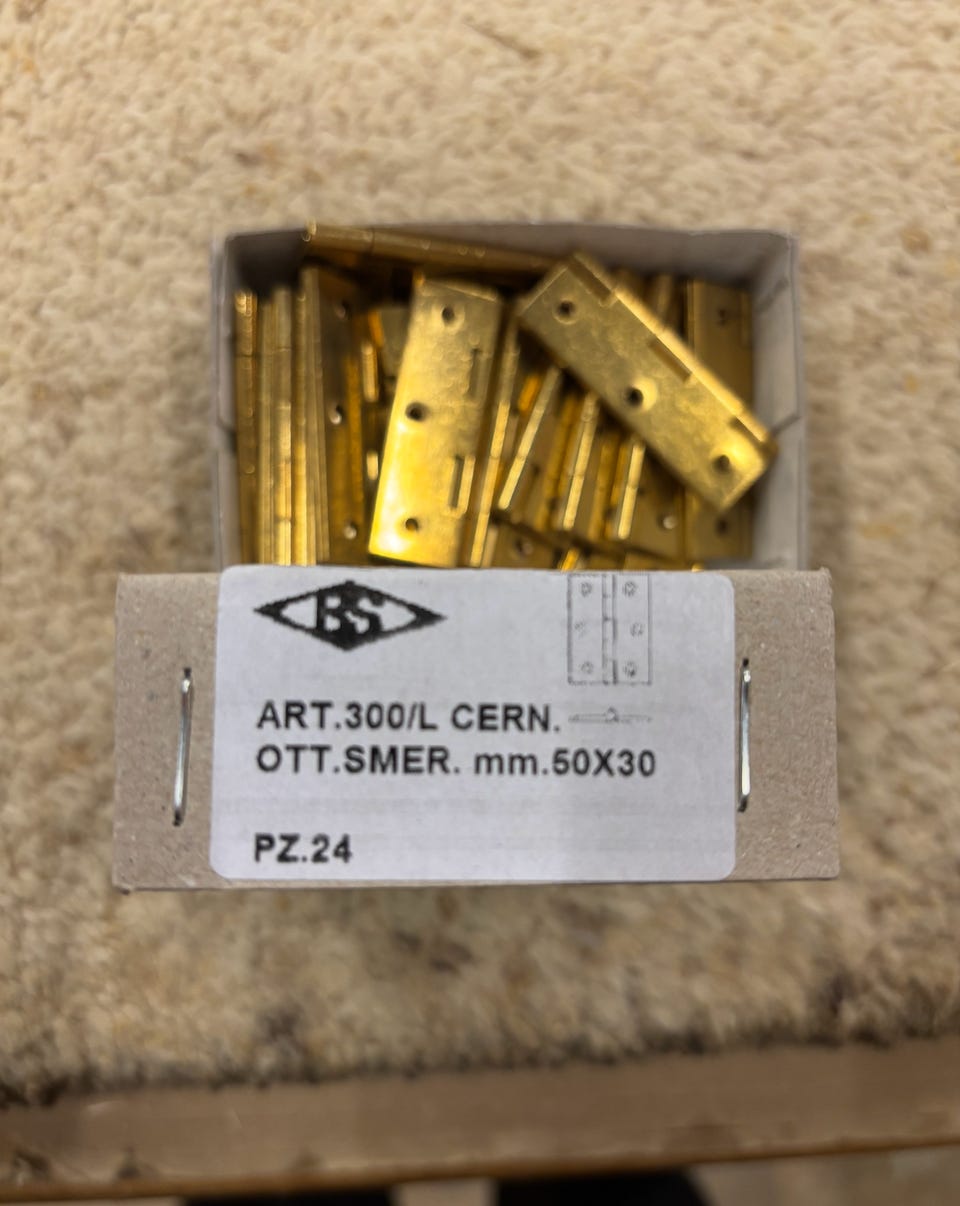 BS
ART.300/L CERN.
OTT.SMER. mm.50X30
PZ.24